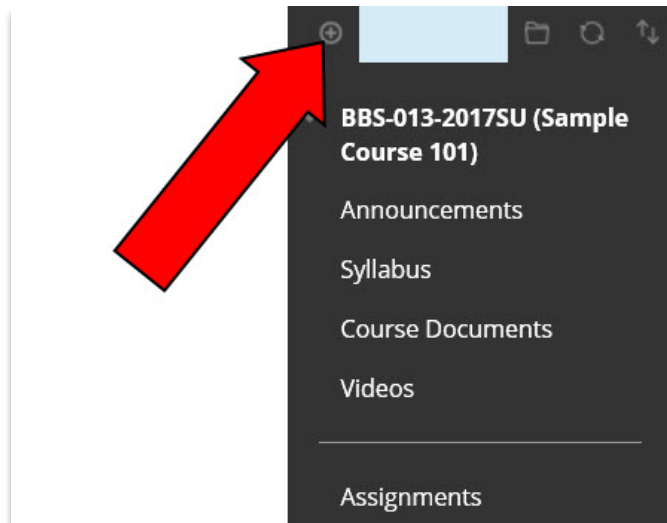 BBS-013-2017SU (Sample
Course 101)
Announcements
Syllabus
Course Documents
Videos
Assignments